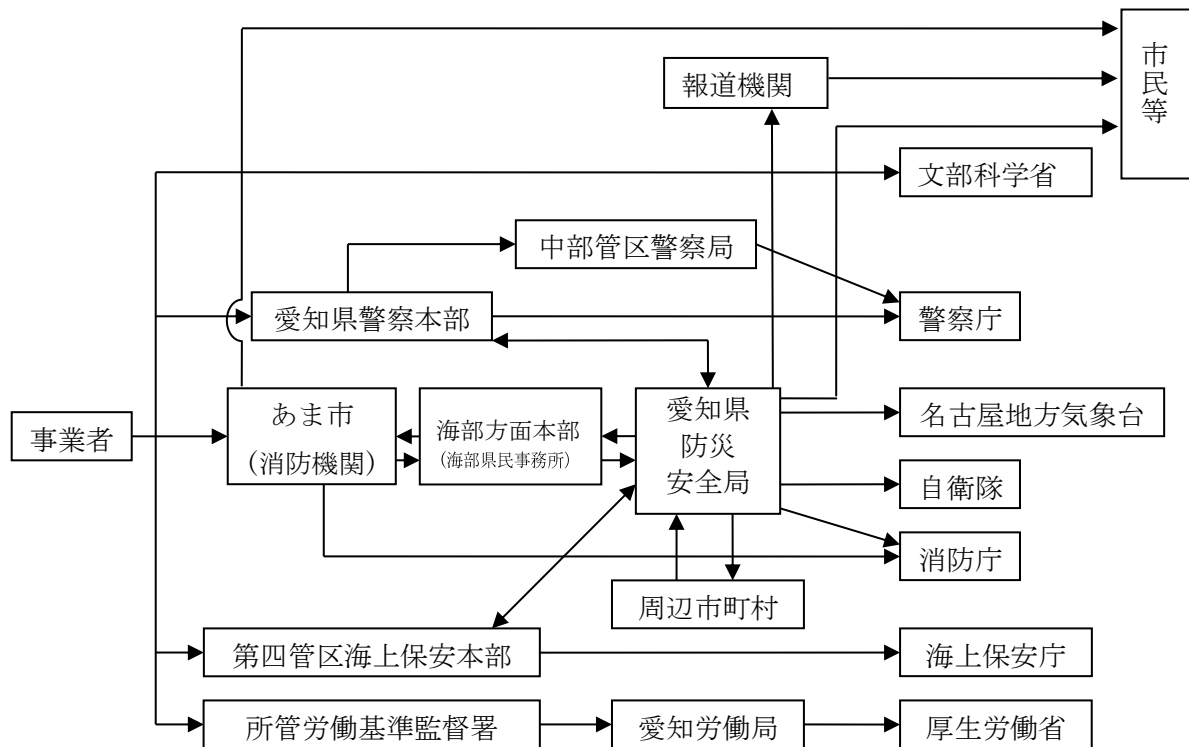 市民等
報道機関
文部科学省
中部管区警察局
愛知県警察本部
警察庁
あま市
（消防機関）
海部方面本部
（海部県民事務所）
愛知県
防災
安全局
名古屋地方気象台
事業者
自衛隊
消防庁
周辺市町村
第四管区海上保安本部
海上保安庁
所管労働基準監督署
愛知労働局
厚生労働省